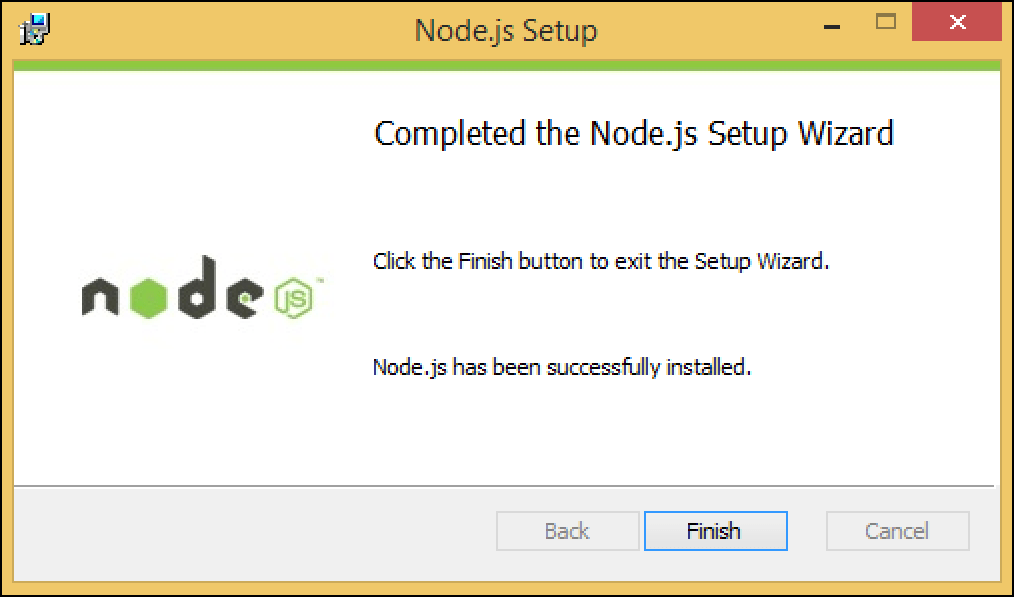 Node.js Setup
Completed the Node.js Setup Wizard
Click the Finish button to exit the Setup Wizard.
node JS™
Node.js has been successfully installed.
Back Finish Cancel